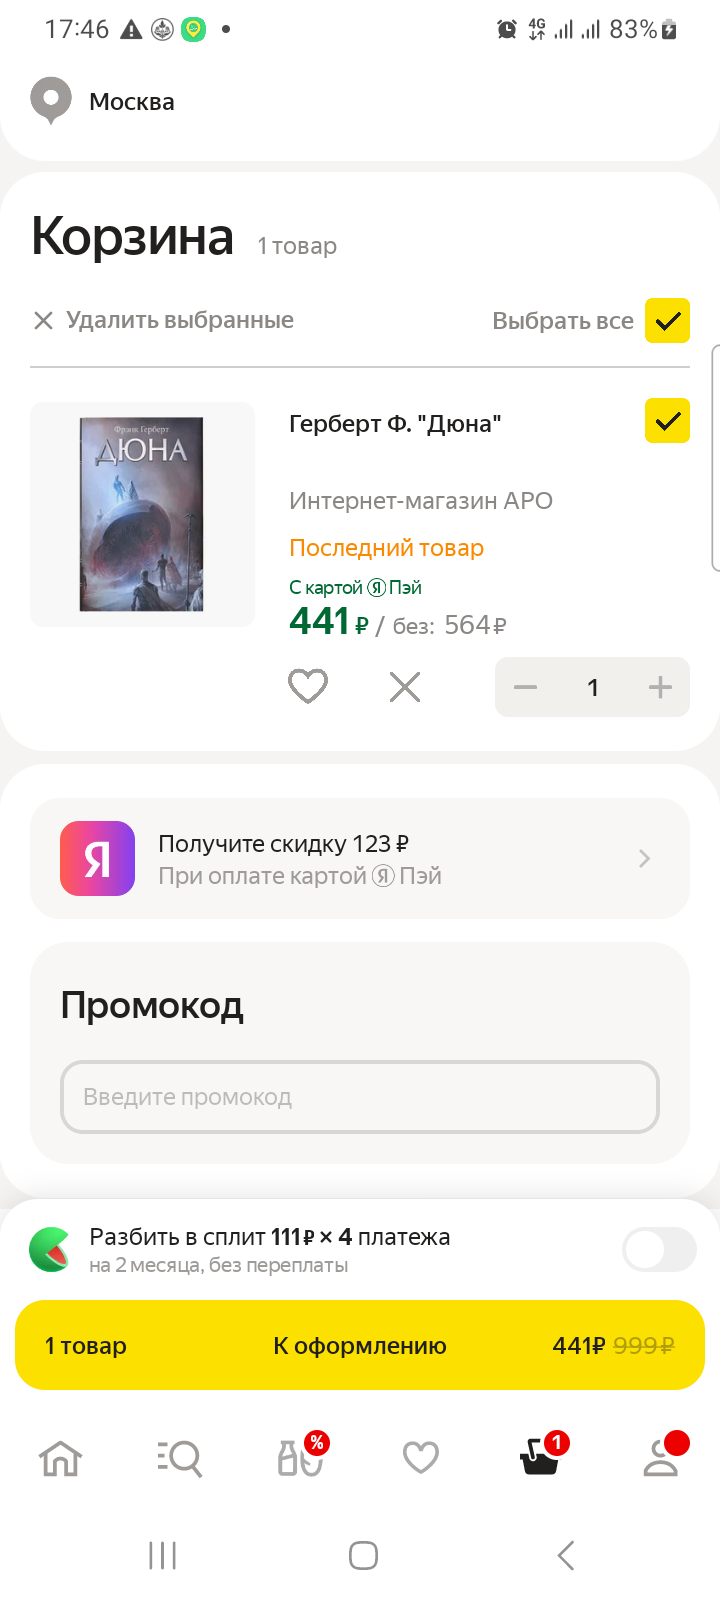 17:46
4G
83%
Москва
Корзина 1 товар
Удалить выбранные
Выбрать все
Фрэнк Герберт
ДЮНА
Герберт Ф. "Дюна"
Интернет-магазин АРО
Последний товар
С картой Я Пэй
441 ₽ / без: 564 ₽
1
Я
Получите скидку 123 ₽
При оплате картой Я Пэй
Промокод
Введите промокод
Разбить в сплит 111 ₽ × 4 платежа
на 2 месяца, без переплаты
1 товар К оформлению 441₽ 999₽
%
1